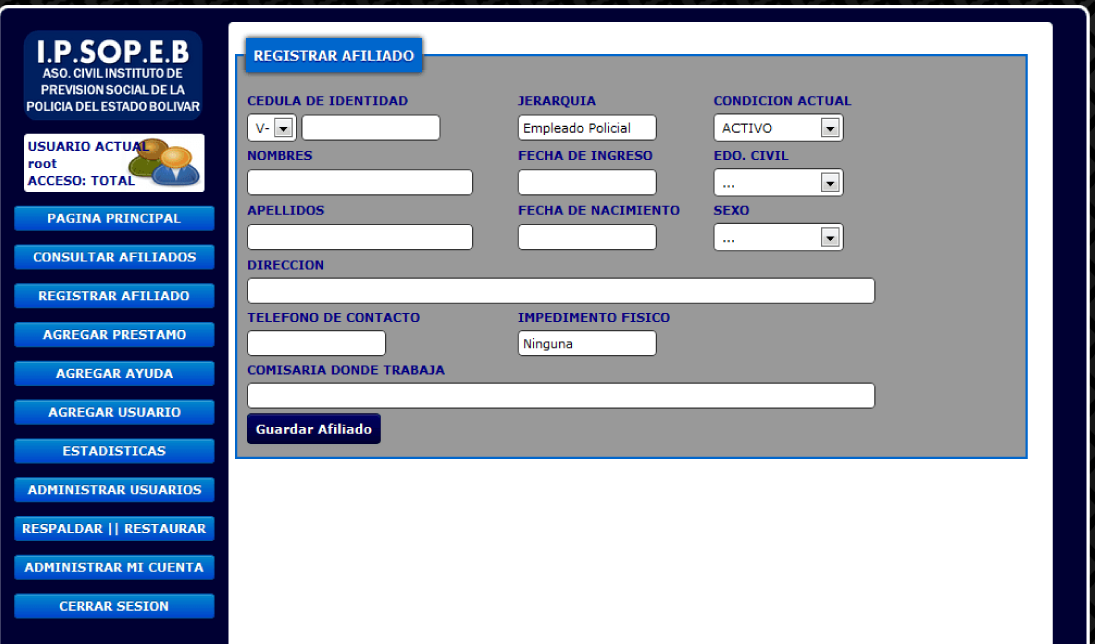 I.P.SOP.E.B
ASO. CIVIL INSTITUTO DE
PREVISION SOCIAL DE LA
POLICIA DEL ESTADO BOLIVAR
USUARIO ACTUAL
root
ACCESO: TOTAL
PAGINA PRINCIPAL
CONSULTAR AFILIADOS
REGISTRAR AFILIADO
AGREGAR PRESTAMO
AGREGAR AYUDA
AGREGAR USUARIO
ESTADISTICAS
ADMINISTRAR USUARIOS
RESPALDAR || RESTAURAR
ADMINISTRAR MI CUENTA
CERRAR SESION
REGISTRAR AFILIADO
CEDULA DE IDENTIDAD JERARQUIA CONDICION ACTUAL
V- Empleado Policial ACTIVO
NOMBRES FECHA DE INGRESO EDO. CIVIL
...
APELLIDOS FECHA DE NACIMIENTO SEXO
...
DIRECCION
TELEFONO DE CONTACTO IMPEDIMENTO FISICO
Ninguna
COMISARIA DONDE TRABAJA
Guardar Afiliado